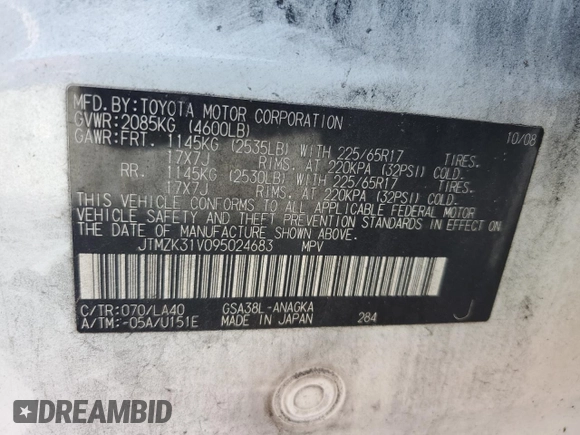 MFD. BY: TOYOTA MOTOR CORPORATION 10/08
GVWR: 2085KG (4600LB)
GAWR: FRT. 1145KG (2535LB) WITH 225/65R17 TIRES.
17X7J RIMS. AT 220KPA (32PSI) COLD.
RR. 1145KG (2530LB) WITH 225/65R17 TIRES.
17X7J RIMS. AT 220KPA (32PSI) COLD.
THIS VEHICLE CONFORMS TO ALL APPLICABLE FEDERAL MOTOR
VEHICLE SAFETY AND THEFT PREVENTION STANDARDS IN EFFECT ON
THE DATE OF MANUFACTURE SHOWN ABOVE.
JTMZK31V095024683 MPV
C/TR: 070/LA40 GSA38L-ANAGKA
A/TM: -05A/U151E MADE IN JAPAN 284 J
DREAMBID